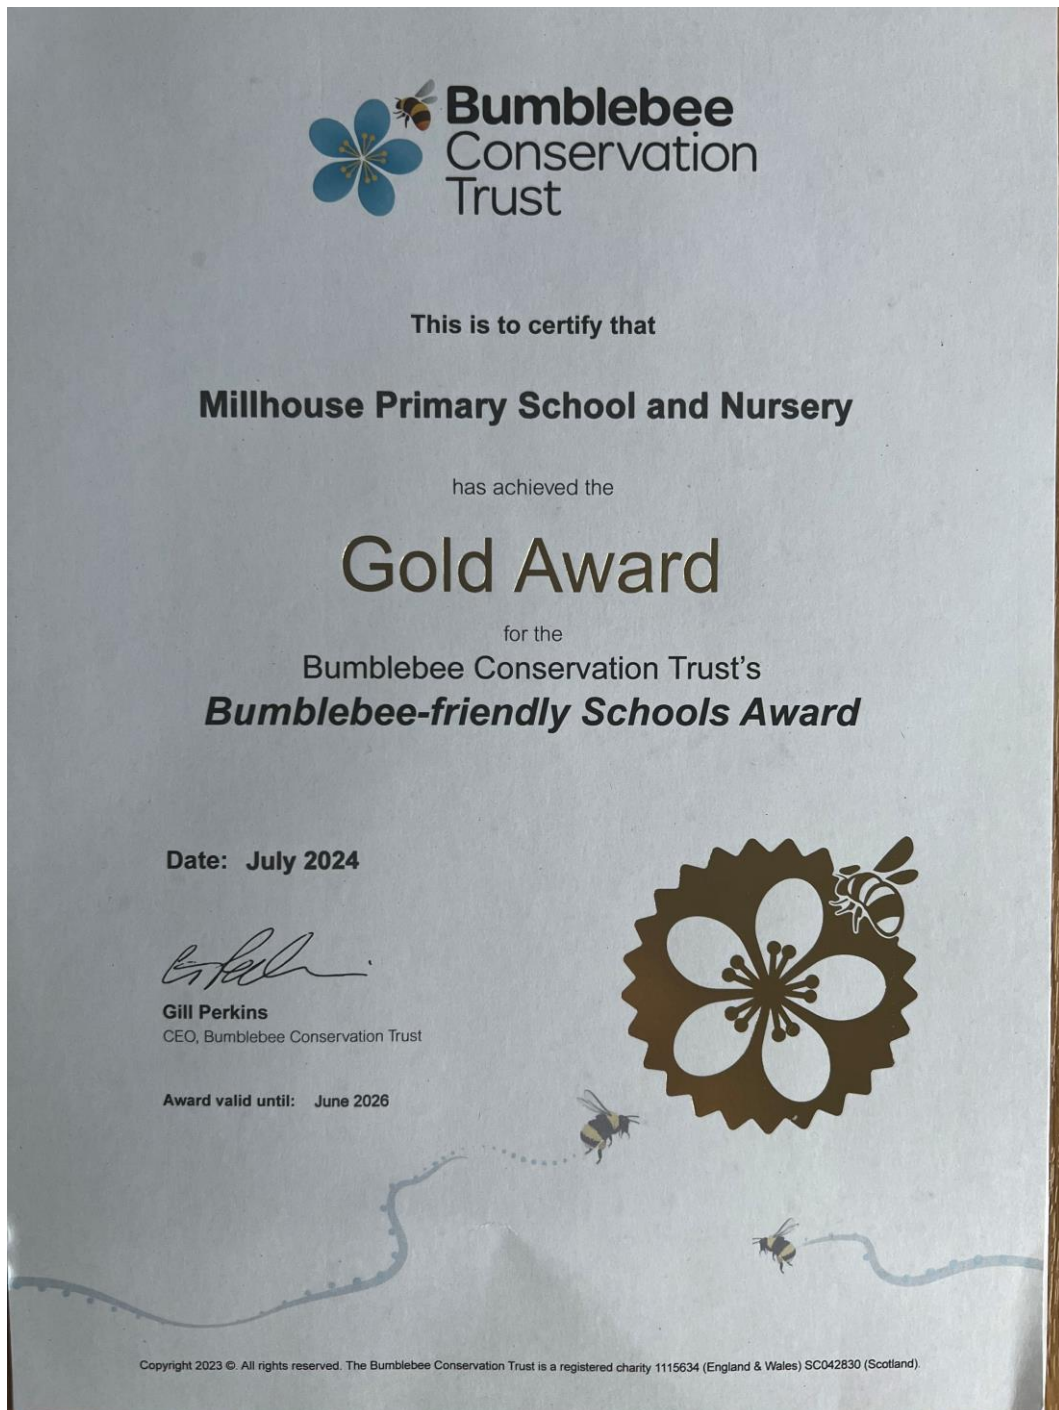 Bumblebee
Conservation
Trust
This is to certify that
Millhouse Primary School and Nursery
has achieved the
Gold Award
for the
Bumblebee Conservation Trust’s
Bumblebee-friendly Schools Award
Date: July 2024
Gill Perkins
CEO, Bumblebee Conservation Trust
Award valid until: June 2026
Copyright 2023 ©. All rights reserved. The Bumblebee Conservation Trust is a registered charity 1115634 (England & Wales) SC042830 (Scotland).